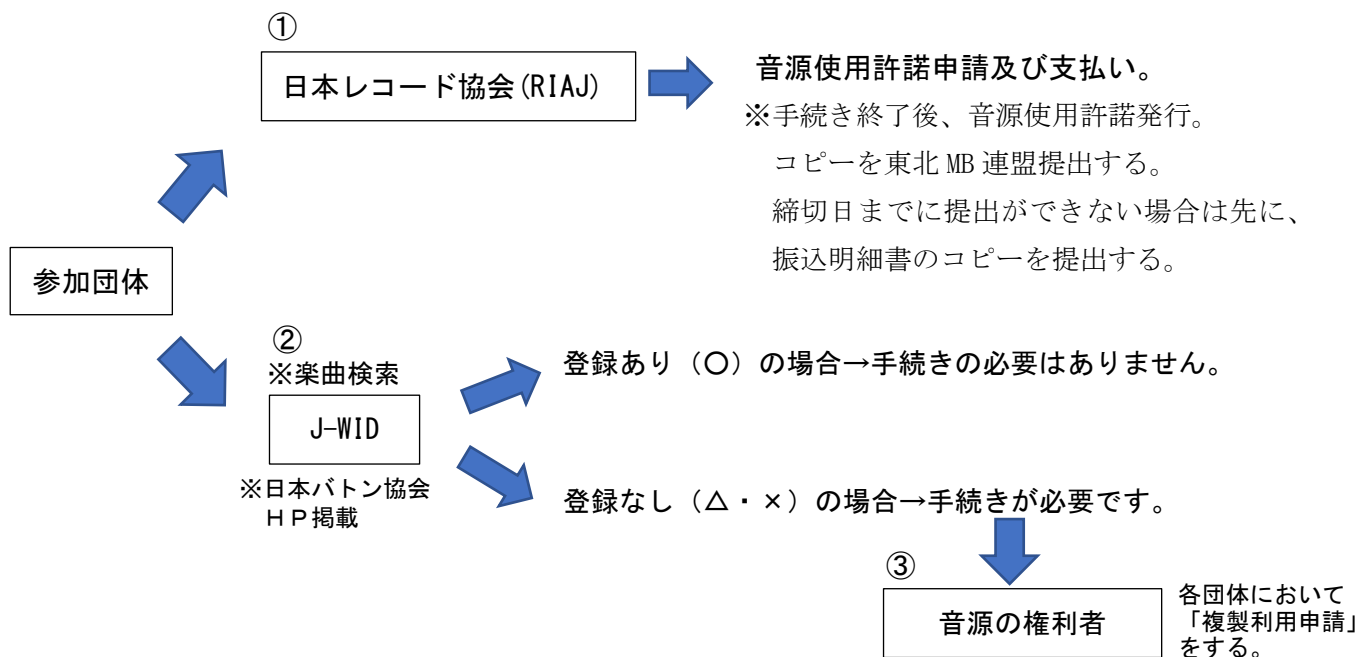 ①
日本レコード協会(RIAJ)
音源使用許諾申請及び支払い。
※手続き終了後、音源使用許諾発行。
コピーを東北 MB 連盟提出する。
締切日までに提出ができない場合は先に、
振込明細書のコピーを提出する。
参加団体
②
※楽曲検索
J-WID
※日本バトン協会
HP掲載
登録あり（〇）の場合→手続きの必要はありません。
登録なし（△・×）の場合→手続きが必要です。
③
音源の権利者
各団体において
「複製利用申請」
をする。